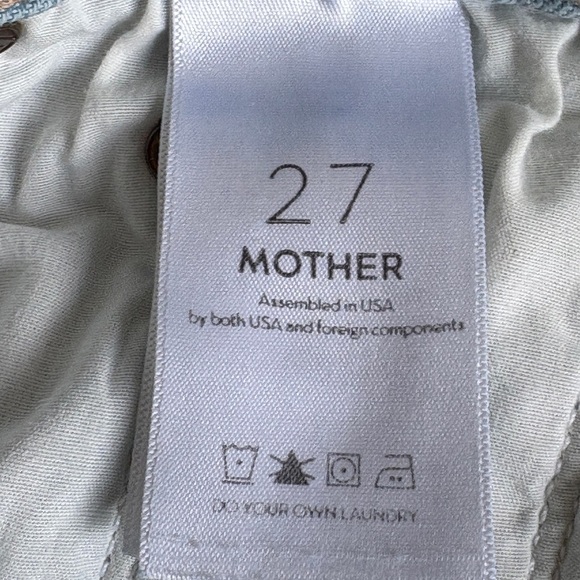 27
MOTHER
Assembled in USA
by both USA and foreign components
DO YOUR OWN LAUNDRY